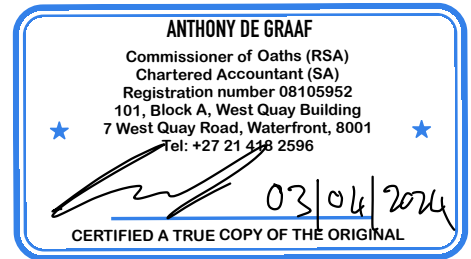 ANTHONY DE GRAAF
Commissioner of Oaths (RSA)
Chartered Accountant (SA)
Registration number 08105952
101, Block A, West Quay Building
7 West Quay Road, Waterfront, 8001
Tel: +27 21 418 2596
03/04/2024
CERTIFIED A TRUE COPY OF THE ORIGINAL